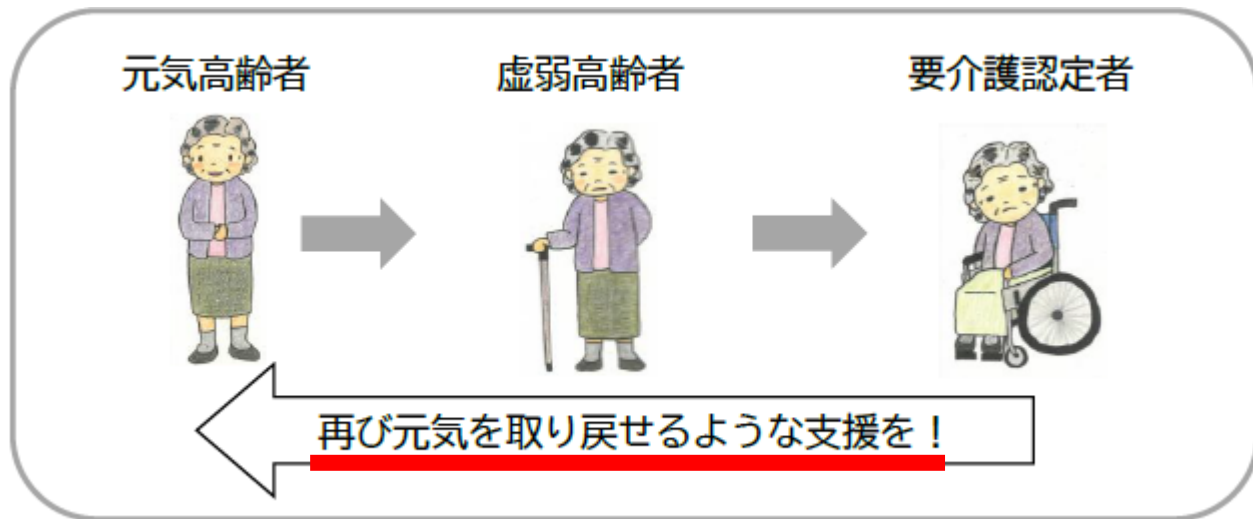 元気高齢者
虚弱高齢者
要介護認定者
再び元気を取り戻せるような支援を！